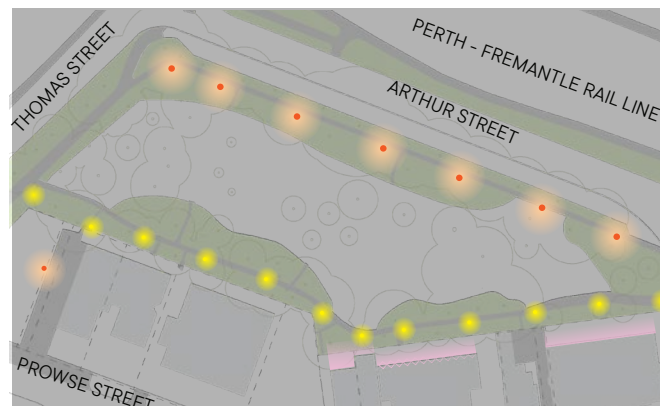 THOMAS STREET
PERTH - FREMANTLE RAIL LINE
ARTHUR STREET
PROWSE STREET